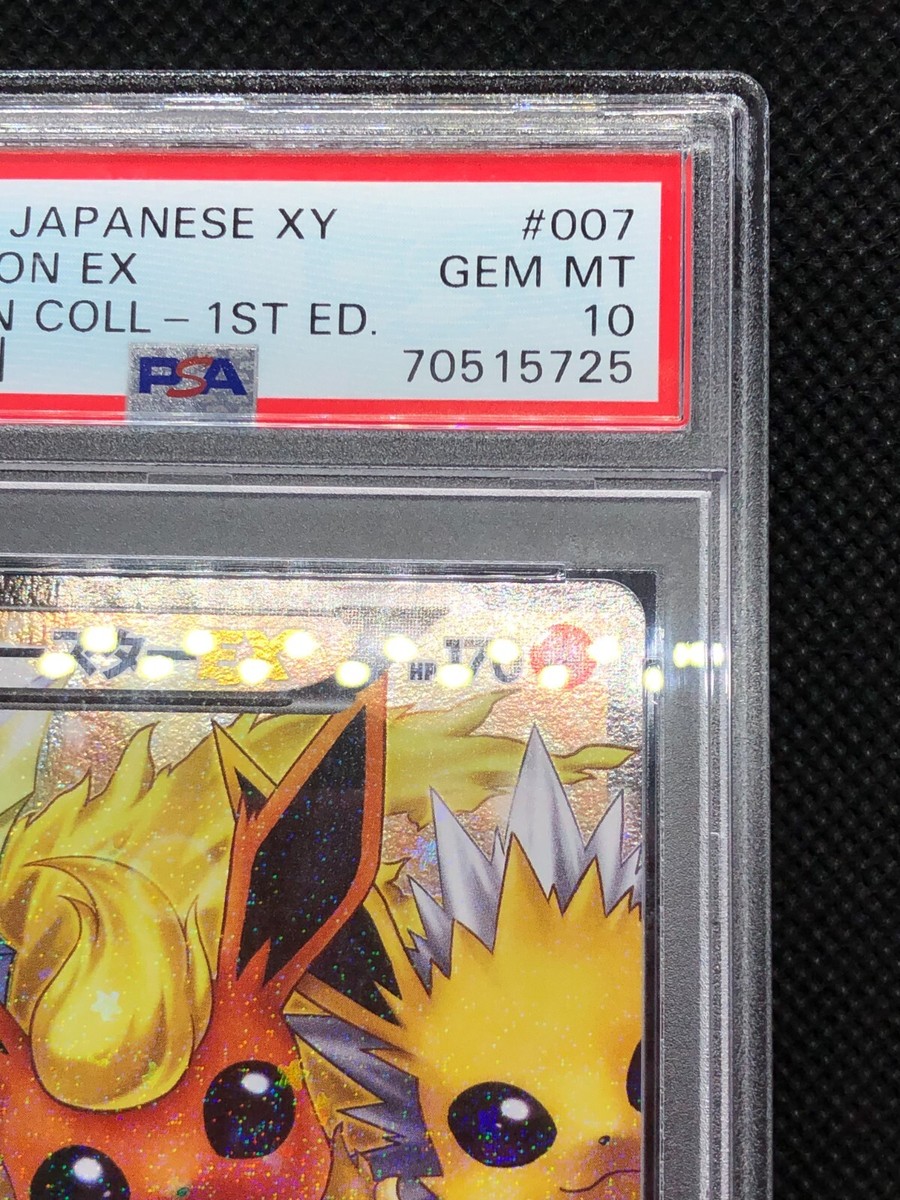 JAPANESE XY #007
ON EX GEM MT
N COLL – 1ST ED. 10
PSA 70515725
スターEX HP170